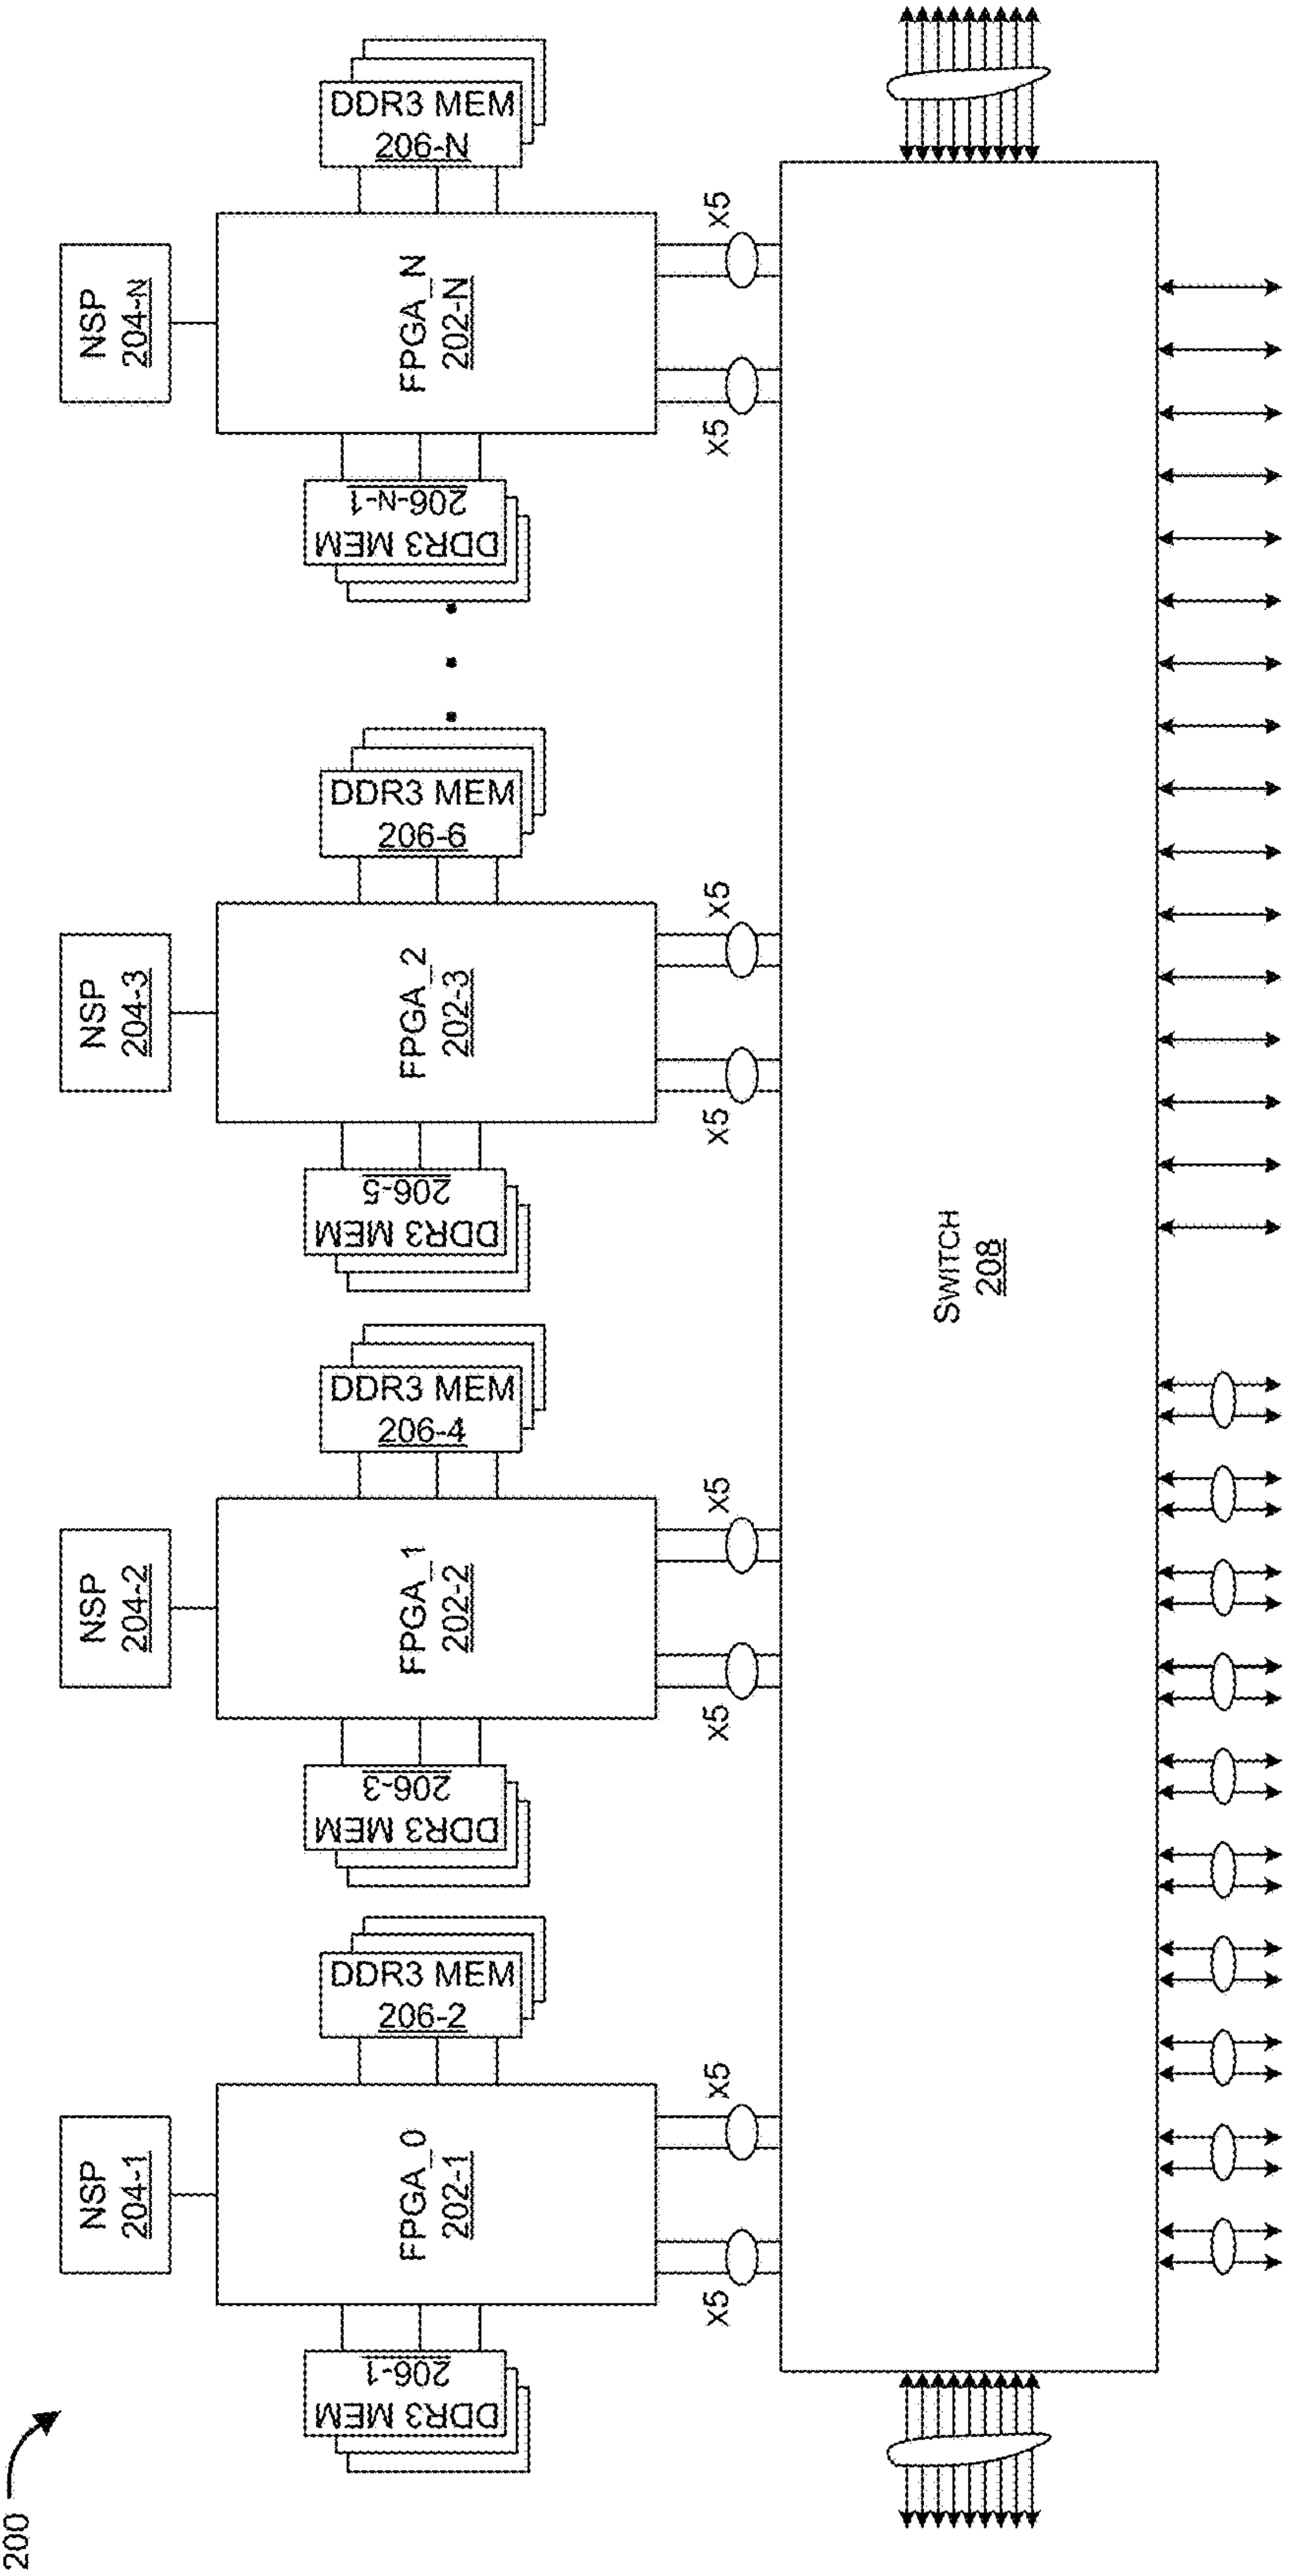 200
NSP
204-1
NSP
204-2
NSP
204-3
NSP
204-N
DDR3 MEM
206-1
FPGA_0
202-1
DDR3 MEM
206-2
DDR3 MEM
206-3
FPGA_1
202-2
DDR3 MEM
206-4
DDR3 MEM
206-5
FPGA_2
202-3
DDR3 MEM
206-6
DDR3 MEM
206-N-1
FPGA_N
202-N
DDR3 MEM
206-N
x5
x5
x5
x5
x5
x5
x5
x5
SWITCH
208